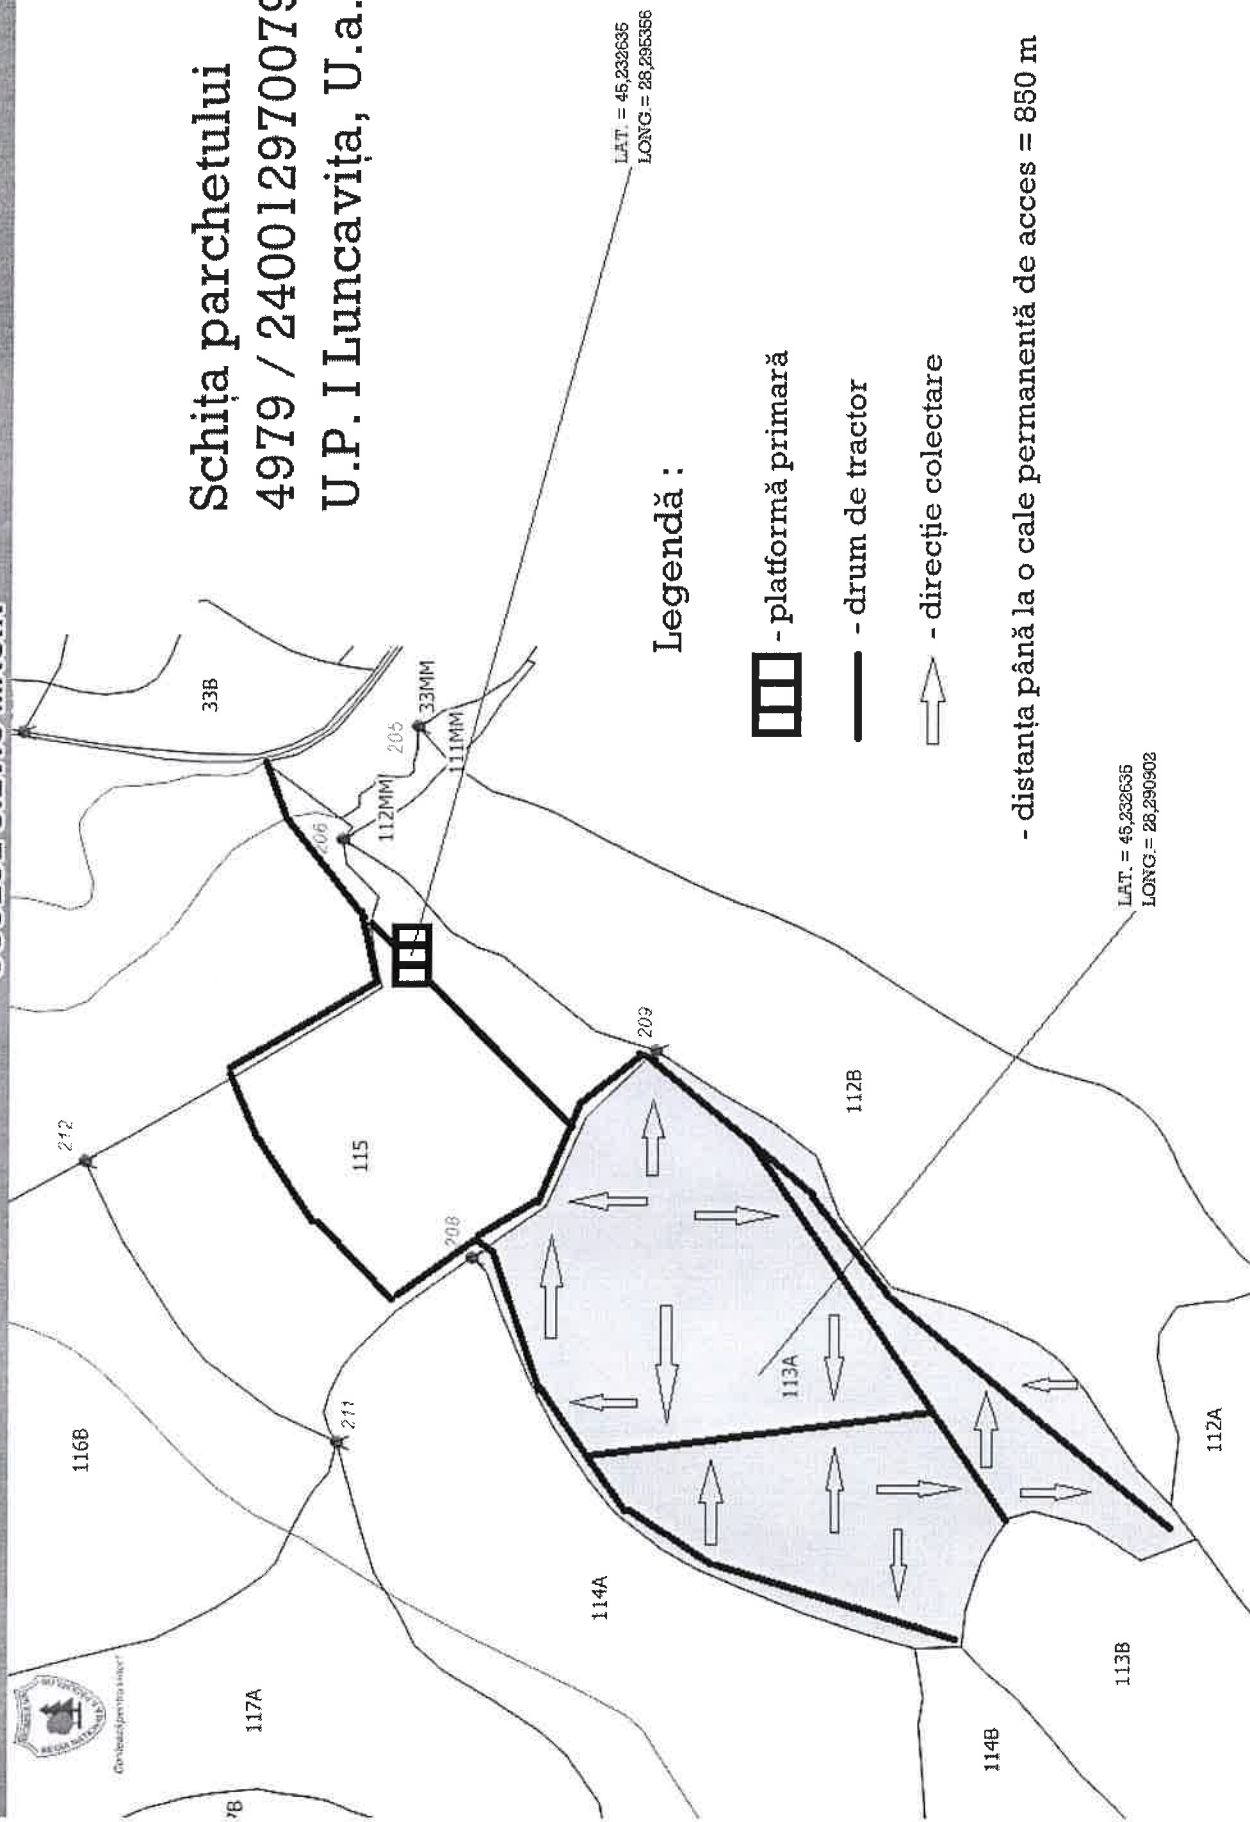 Schița parchetului
4979 / 240012970079
U.P. I Luncavița, U.a.
LAT. = 45,232635
LONG.= 28,295356
Legendă :
- platformă primară
- drum de tractor
- direcție colectare
- distanța până la o cale permanentă de acces = 850 m
LAT. = 45,232635
LONG.= 28,290902
33B
205
33MM
111MM
112MM
206
212
115
209
112B
208
211
116B
113A
112A
114A
117A
113B
114B